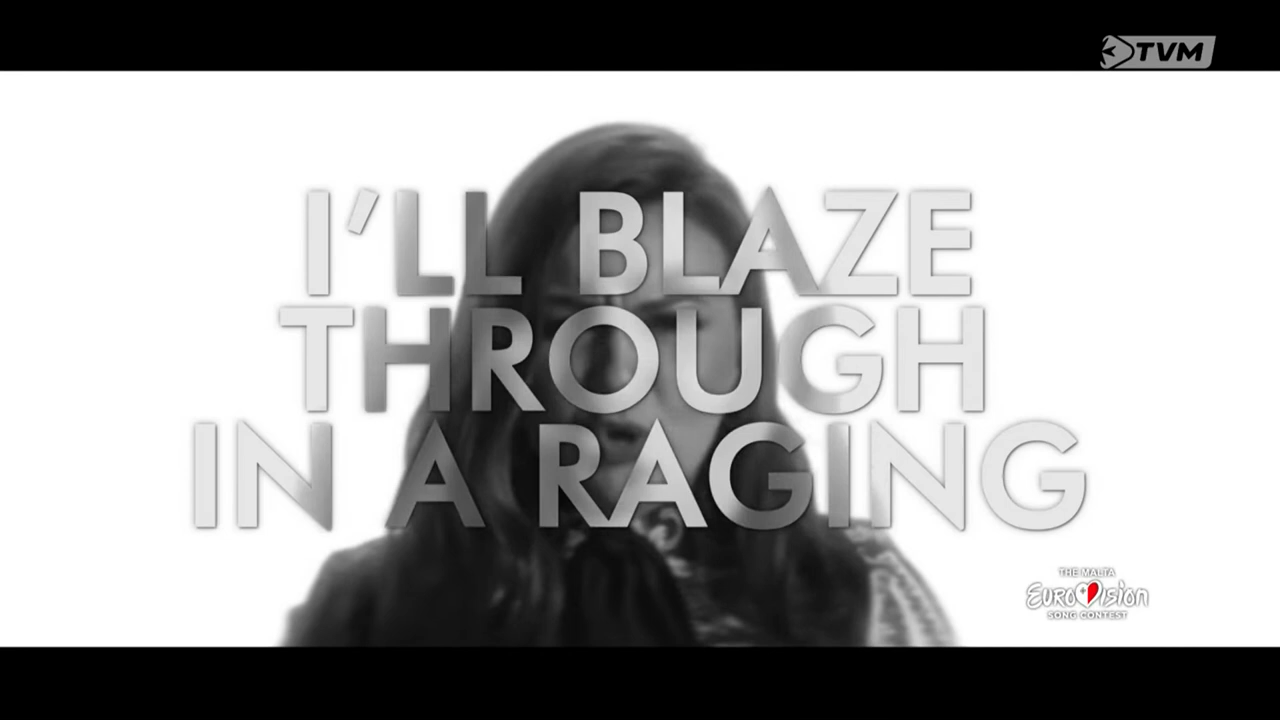 TVM
I'LL BLAZE
THROUGH
IN A RAGING
THE MALTA
EUROVISION
SONG CONTEST